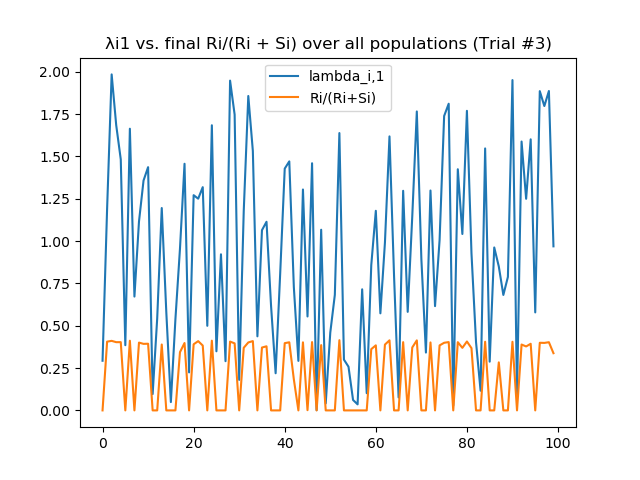 λi1 vs. final Ri/(Ri + Si) over all populations (Trial #3)
lambda_i,1
Ri/(Ri+Si)
2.00
1.75
1.50
1.25
1.00
0.75
0.50
0.25
0.00
0 20 40 60 80 100